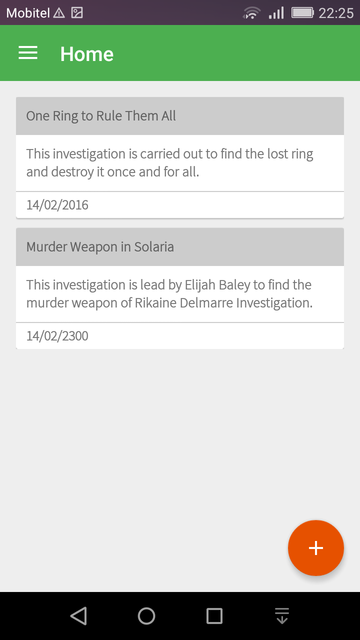 Mobitel 22:25
Home
One Ring to Rule Them All
This investigation is carried out to find the lost ring
and destroy it once and for all.
14/02/2016
Murder Weapon in Solaria
This investigation is lead by Elijah Baley to find the
murder weapon of Rikaine Delmarre Investigation.
14/02/2300
+